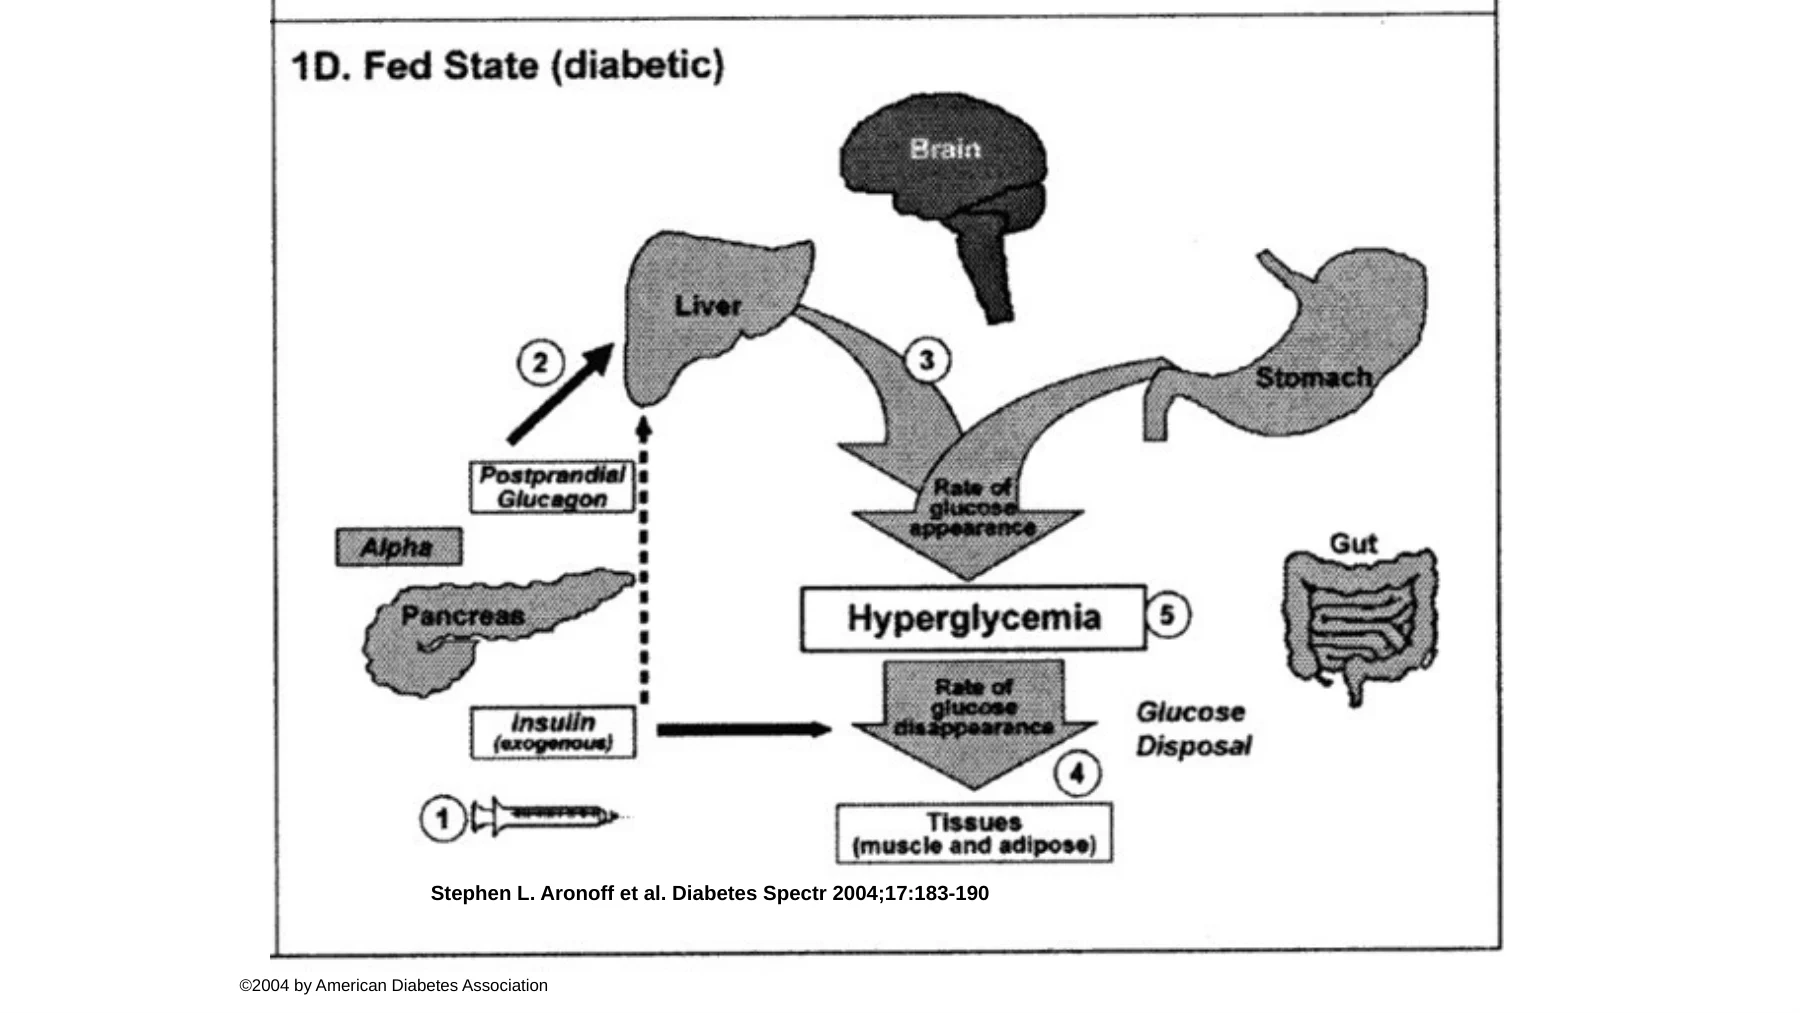 1D. Fed State (diabetic)
Brain
Liver
2
3
Stomach
Postprandial
Glucagon
Rate of
glucose
appearance
Alpha
Gut
Pancreas
Hyperglycemia
5
Rate of
glucose
disappearance
Insulin
(exogenous)
Glucose
Disposal
4
1
Tissues
(muscle and adipose)
Stephen L. Aronoff et al. Diabetes Spectr 2004;17:183-190
©2004 by American Diabetes Association